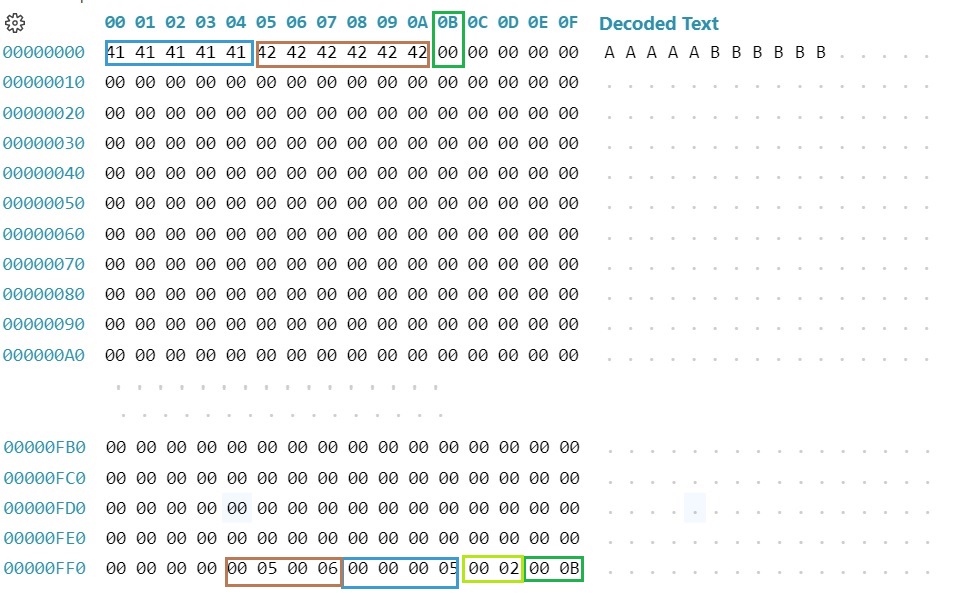 00 01 02 03 04 05 06 07 08 09 0A 0B 0C 0D 0E 0F Decoded Text
00000000 41 41 41 41 41 42 42 42 42 42 42 00 00 00 00 00 A A A A A B B B B B B . . . . .
00000010 00 00 00 00 00 00 00 00 00 00 00 00 00 00 00 00 . . . . . . . . . . . . . . . .
00000020 00 00 00 00 00 00 00 00 00 00 00 00 00 00 00 00 . . . . . . . . . . . . . . . .
00000030 00 00 00 00 00 00 00 00 00 00 00 00 00 00 00 00 . . . . . . . . . . . . . . . .
00000040 00 00 00 00 00 00 00 00 00 00 00 00 00 00 00 00 . . . . . . . . . . . . . . . .
00000050 00 00 00 00 00 00 00 00 00 00 00 00 00 00 00 00 . . . . . . . . . . . . . . . .
00000060 00 00 00 00 00 00 00 00 00 00 00 00 00 00 00 00 . . . . . . . . . . . . . . . .
00000070 00 00 00 00 00 00 00 00 00 00 00 00 00 00 00 00 . . . . . . . . . . . . . . . .
00000080 00 00 00 00 00 00 00 00 00 00 00 00 00 00 00 00 . . . . . . . . . . . . . . . .
00000090 00 00 00 00 00 00 00 00 00 00 00 00 00 00 00 00 . . . . . . . . . . . . . . . .
000000A0 00 00 00 00 00 00 00 00 00 00 00 00 00 00 00 00 . . . . . . . . . . . . . . . .
. . . . . . . . . . . . . . . .
. . . . . . . . . . . . . . . .
00000FB0 00 00 00 00 00 00 00 00 00 00 00 00 00 00 00 00 . . . . . . . . . . . . . . . .
00000FC0 00 00 00 00 00 00 00 00 00 00 00 00 00 00 00 00 . . . . . . . . . . . . . . . .
00000FD0 00 00 00 00 00 00 00 00 00 00 00 00 00 00 00 00 . . . . . . . . . . . . . . . .
00000FE0 00 00 00 00 00 00 00 00 00 00 00 00 00 00 00 00 . . . . . . . . . . . . . . . .
00000FF0 00 00 00 00 00 05 00 06 00 00 00 05 00 02 00 0B . . . . . . . . . . . . . . . .